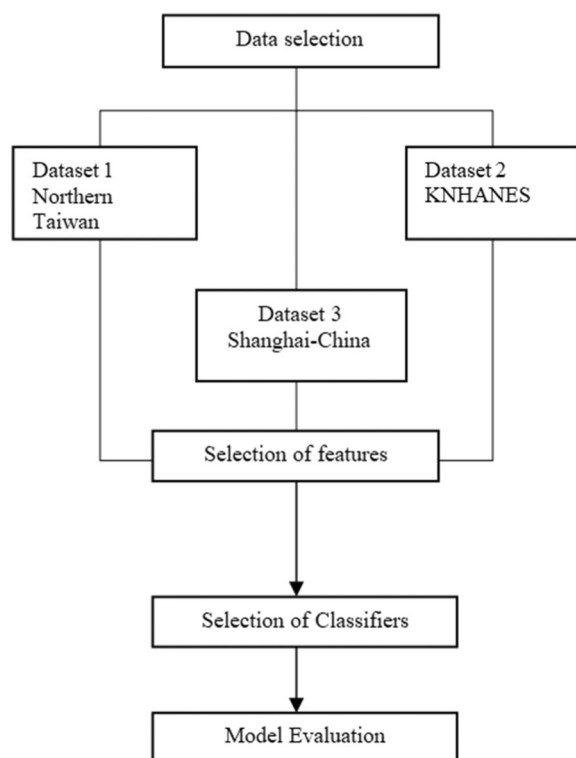 Data selection
Dataset 1
Northern
Taiwan
Dataset 2
KNHANES
Dataset 3
Shanghai-China
Selection of features
Selection of Classifiers
Model Evaluation